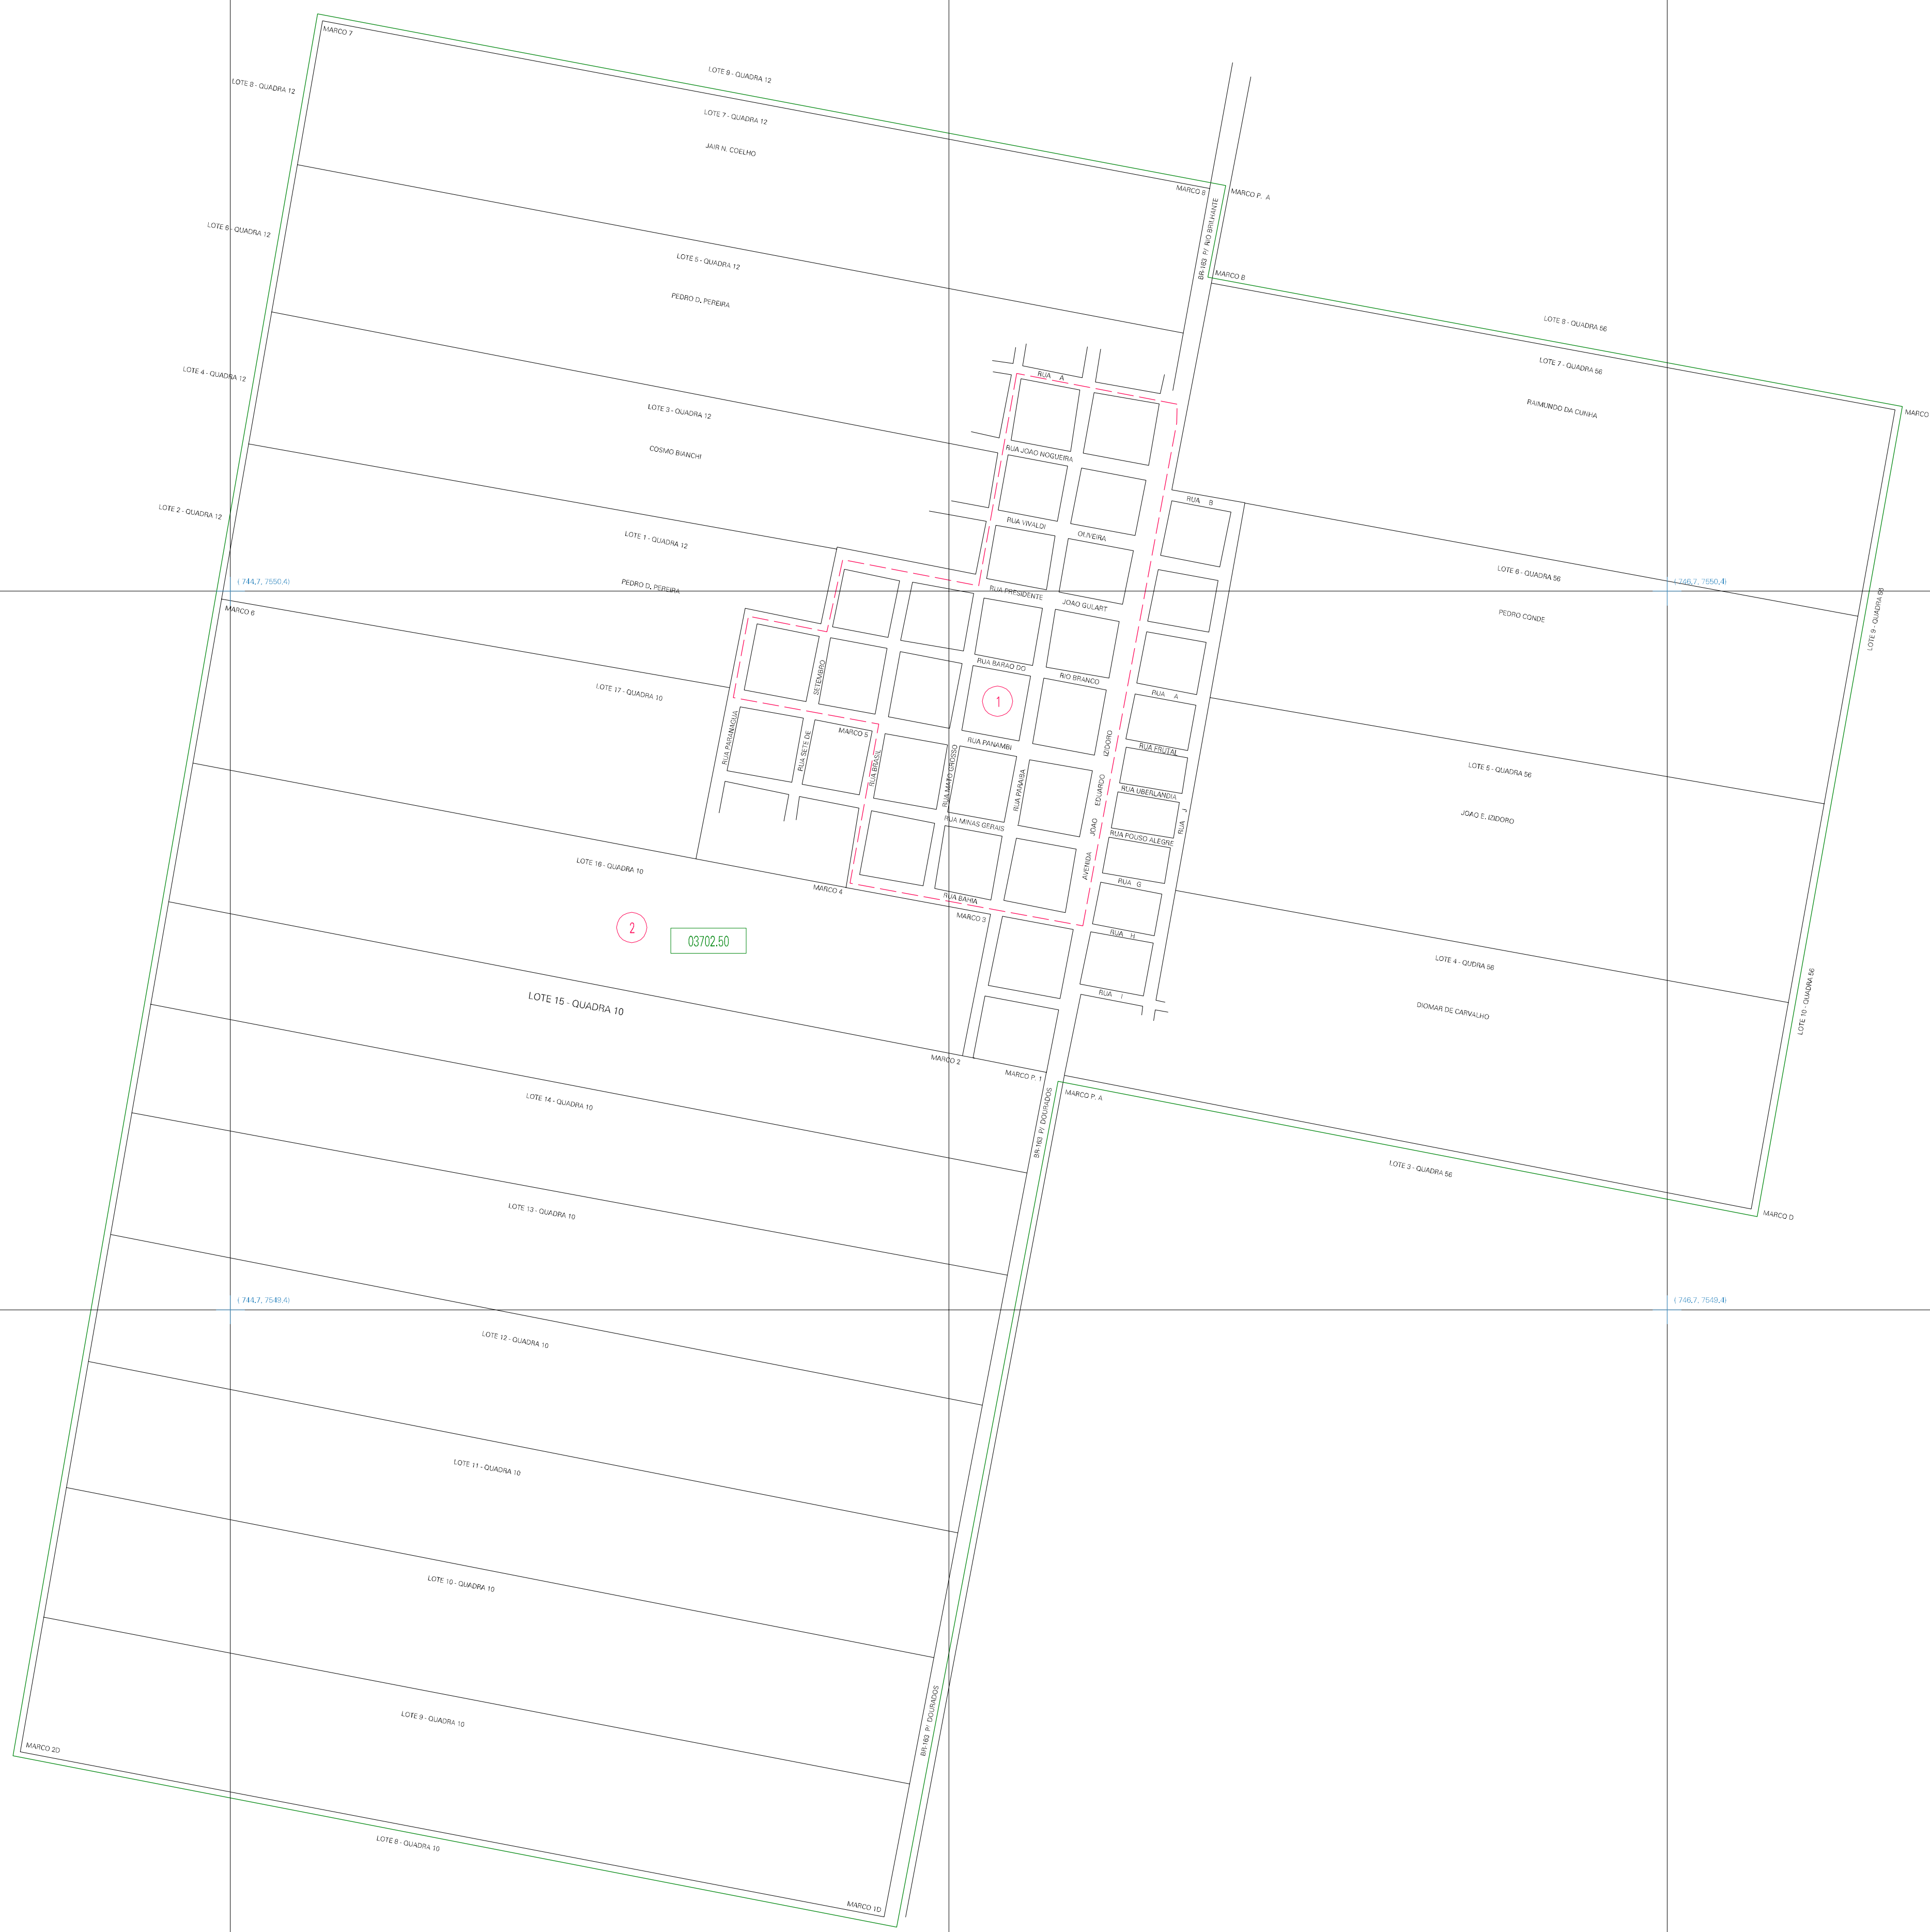 MARCO 7
LOTE 9 - QUADRA 12
LOTE 8 - QUADRA 12
LOTE 7 - QUADRA 12
JAIR N. COELHO
MARCO 8
MARCO P. A
BR-163 P/ RIO BRILHANTE
LOTE 6 - QUADRA 12
LOTE 5 - QUADRA 12
PEDRO D. PEREIRA
MARCO B
LOTE 8 - QUADRA 56
LOTE 7 - QUADRA 56
RAIMUNDO DA CUNHA
MARCO
LOTE 4 - QUADRA 12
LOTE 3 - QUADRA 12
COSMO BIANCHI
RUA A
RUA JOAO NOGUEIRA
RUA B
LOTE 2 - QUADRA 12
LOTE 1 - QUADRA 12
PEDRO D. PEREIRA
RUA VIVALDI OLIVEIRA
RUA PRESIDENTE JOAO GULART
LOTE 6 - QUADRA 56
PEDRO CONDE
( 744,7, 7550,4)
( 746,7, 7550,4)
LOTE 9 - QUADRA 56
MARCO 6
LOTE 17 - QUADRA 10
RUA BARAO DO RIO BRANCO
1
RUA A
RUA PARANAGUA
RUA SETE DE SETEMBRO
MARCO 5
RUA BRASIL
RUA MATO GROSSO
RUA PANAMBI
RUA PARAIBA
AVENIDA JOAO EDUARDO IZIDORO
RUA FRUTAL
RUA UBERLANDIA
RUA J
RUA POUSO ALEGRE
RUA MINAS GERAIS
LOTE 5 - QUADRA 56
JOAO E. IZIDORO
LOTE 16 - QUADRA 10
MARCO 4
RUA BAHIA
MARCO 3
RUA G
RUA H
2
03702.50
LOTE 4 - QUDRA 56
DIOMAR DE CARVALHO
LOTE 10 - QUADRA 56
LOTE 15 - QUADRA 10
RUA I
MARCO 2
MARCO P. 1
MARCO P. A
BR-163 P/ DOURADOS
LOTE 14 - QUADRA 10
LOTE 3 - QUADRA 56
MARCO D
LOTE 13 - QUADRA 10
( 744,7, 7549,4)
( 746,7, 7549,4)
LOTE 12 - QUADRA 10
LOTE 11 - QUADRA 10
LOTE 10 - QUADRA 10
LOTE 9 - QUADRA 10
BR-163 P/ DOURADOS
MARCO 2D
LOTE 8 - QUADRA 10
MARCO 1D